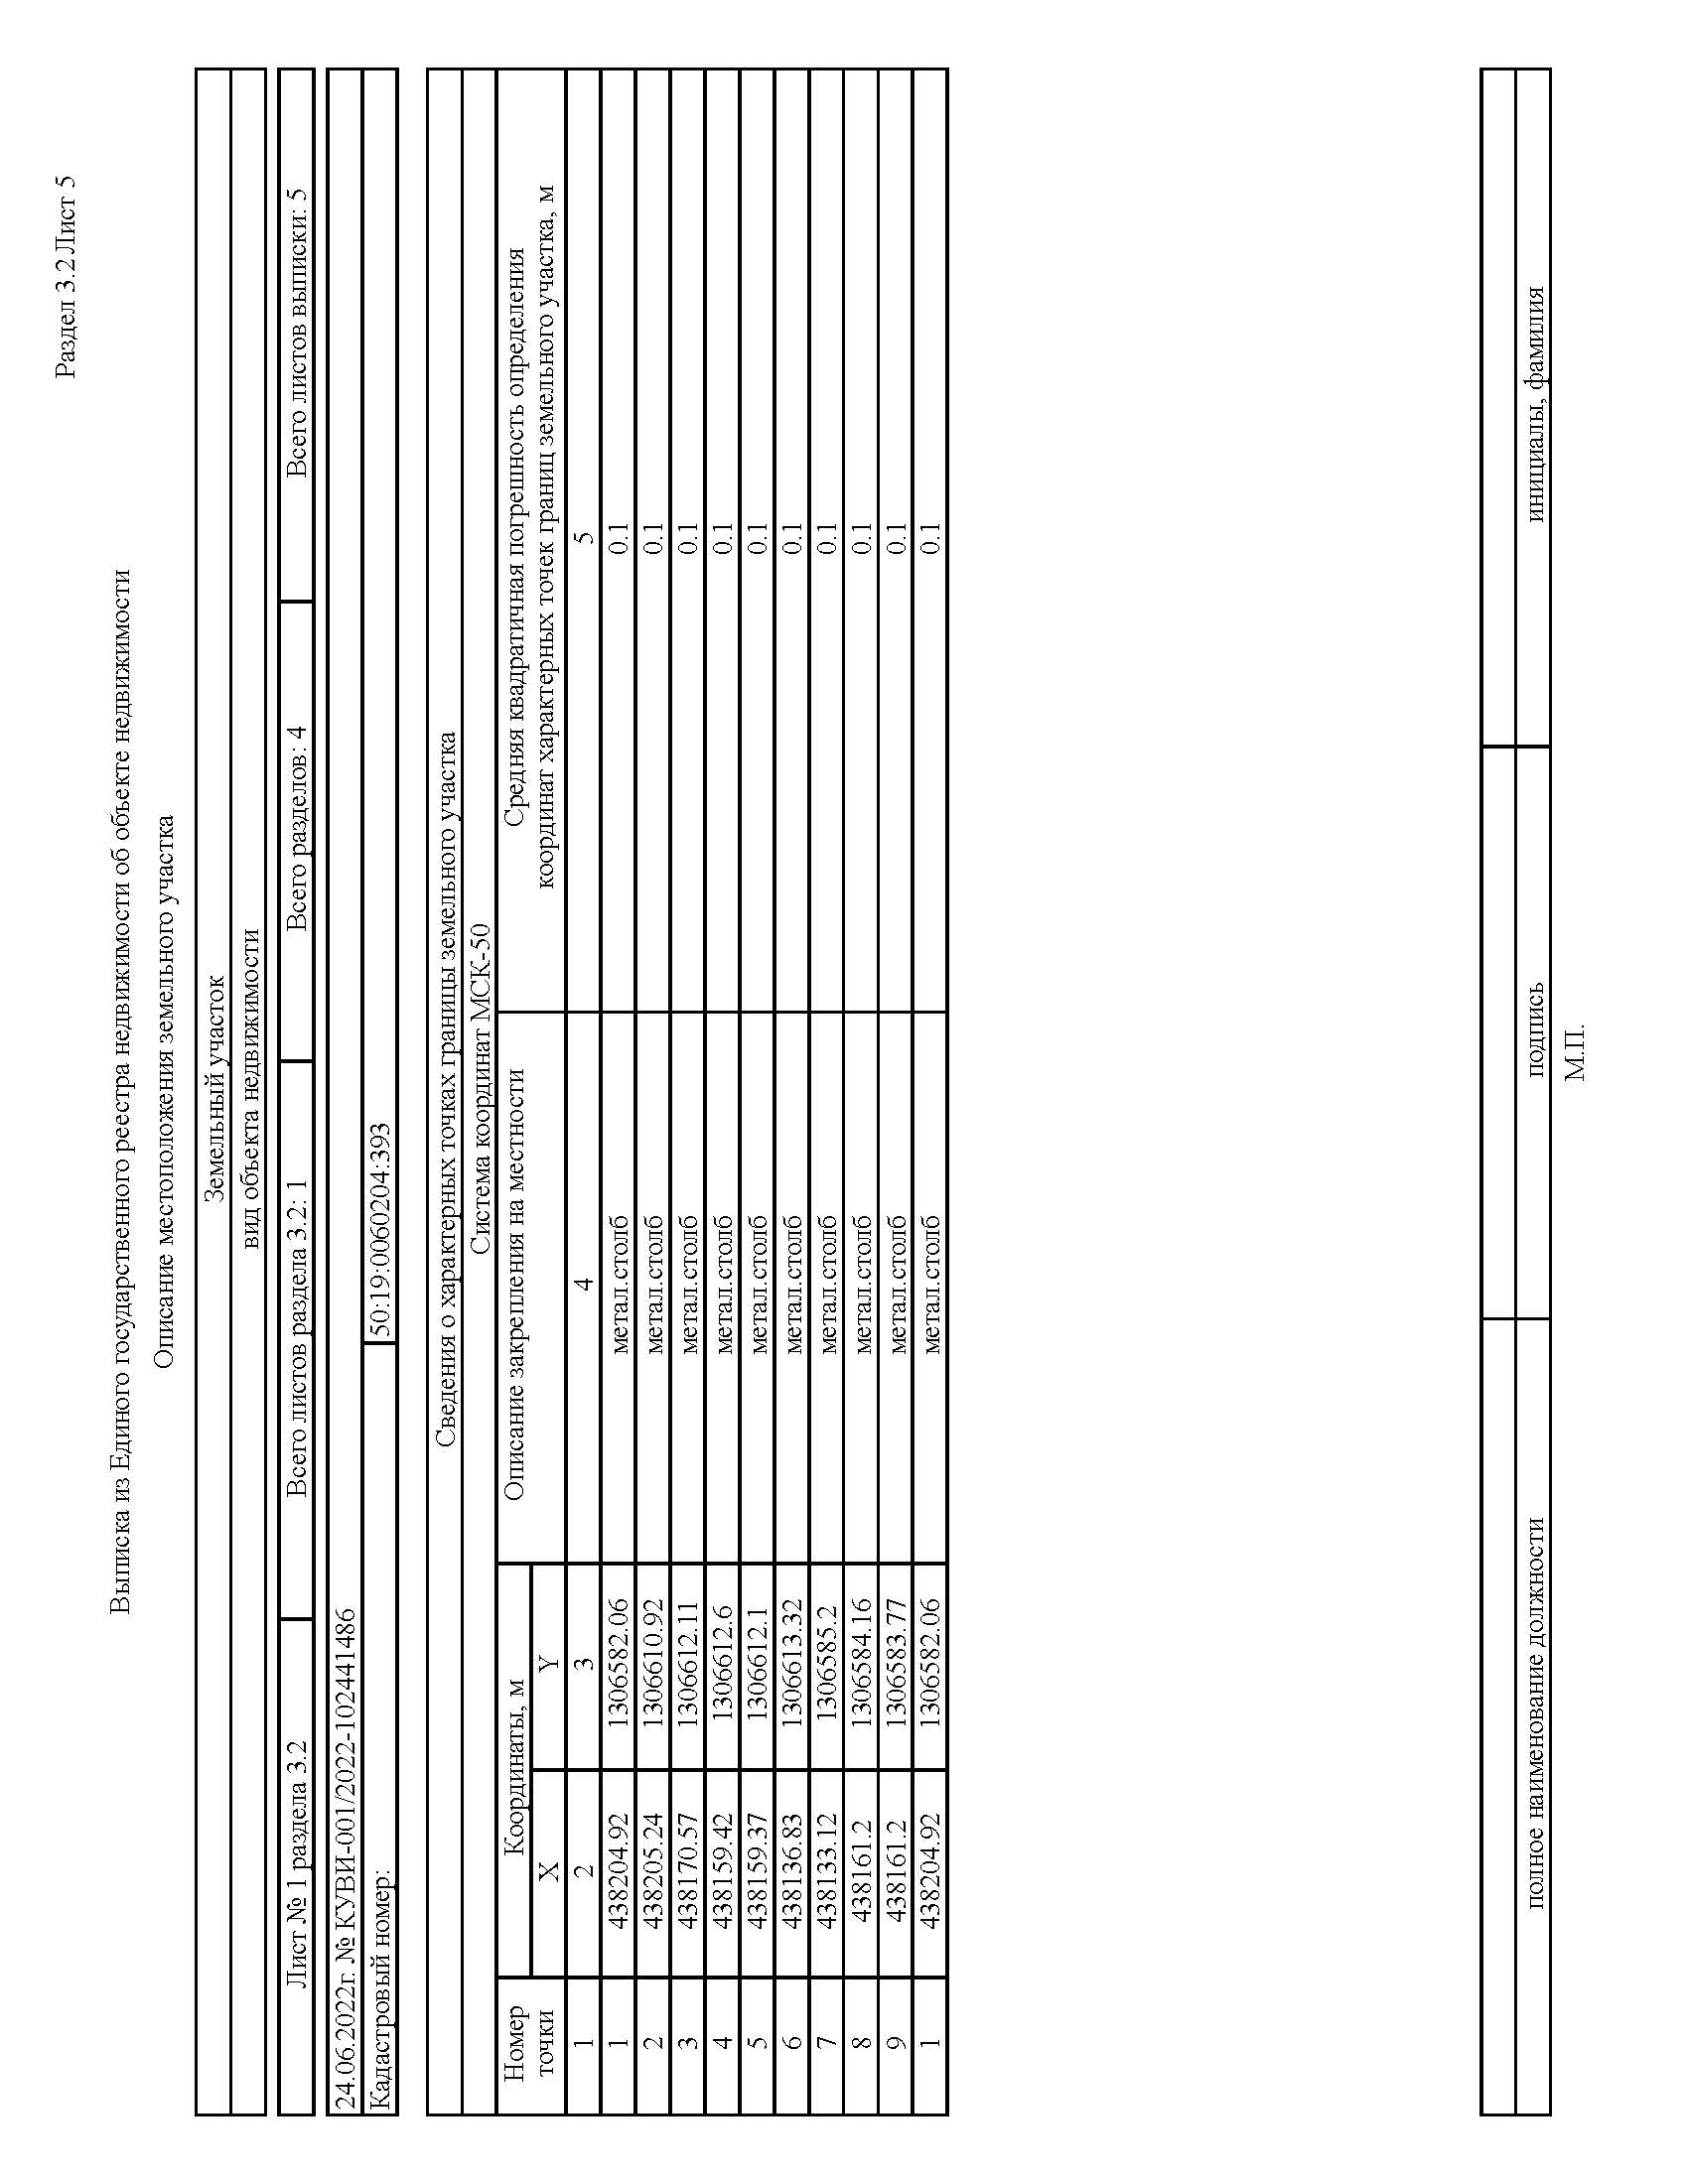 Раздел 3.2 Лист 5
Выписка из Единого государственного реестра недвижимости об объекте недвижимости
Описание местоположения земельного участка
Земельный участок
вид объекта недвижимости
Лист № 1 раздела 3.2 Всего листов раздела 3.2: 1 Всего разделов: 4 Всего листов выписки: 5
24.06.2022г. № КУВИ-001/2022-102441486
Кадастровый номер: 50:19:0060204:393
Сведения о характерных точках границы земельного участка
Система координат МСК-50
Номер точки Координаты, м Описание закрепления на местности Средняя квадратичная погрешность определения
координат характерных точек границ земельного участка, м
X Y
1 2 3 4 5
1 438204.92 1306582.06 метал.столб 0.1
2 438205.24 1306610.92 метал.столб 0.1
3 438170.57 1306612.11 метал.столб 0.1
4 438159.42 1306612.6 метал.столб 0.1
5 438159.37 1306612.1 метал.столб 0.1
6 438136.83 1306613.32 метал.столб 0.1
7 438133.12 1306585.2 метал.столб 0.1
8 438161.2 1306584.16 метал.столб 0.1
9 438161.2 1306583.77 метал.столб 0.1
1 438204.92 1306582.06 метал.столб 0.1
полное наименование должности подпись инициалы, фамилия
М.П.